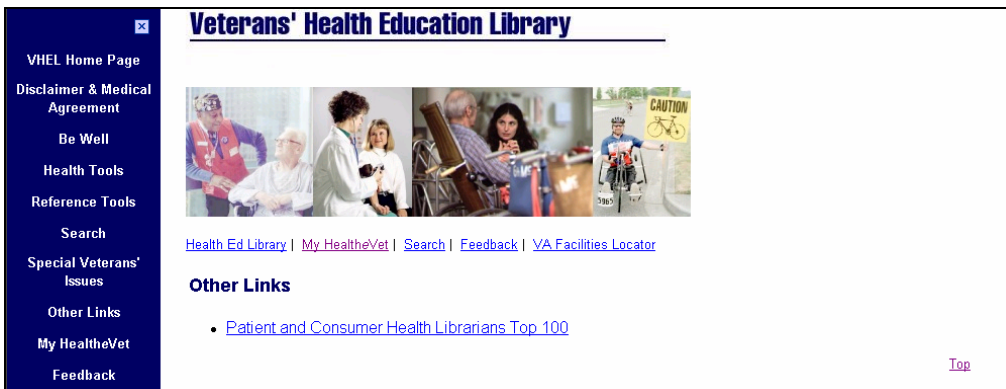 Veterans' Health Education Library
VHEL Home Page
Disclaimer & Medical
Agreement
Be Well
Health Tools
Reference Tools
Search
Special Veterans'
Issues
Other Links
My HealtheVet
Feedback
CAUTION
5965
Health Ed Library | My HealtheVet | Search | Feedback | VA Facilities Locator
Other Links
• Patient and Consumer Health Librarians Top 100
Top